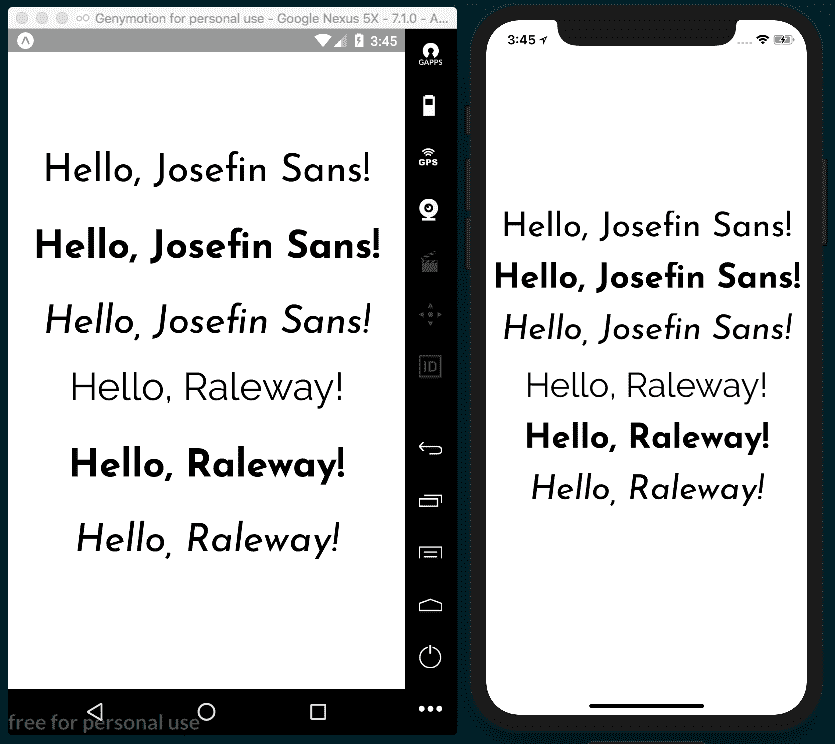 Genymotion for personal use - Google Nexus 5X - 7.1.0 - A...
3:45
GAPPS
GPS
ID
Hello, Josefin Sans!
Hello, Josefin Sans!
Hello, Josefin Sans!
Hello, Raleway!
Hello, Raleway!
Hello, Raleway!
free for personal use
3:45
Hello, Josefin Sans!
Hello, Josefin Sans!
Hello, Josefin Sans!
Hello, Raleway!
Hello, Raleway!
Hello, Raleway!